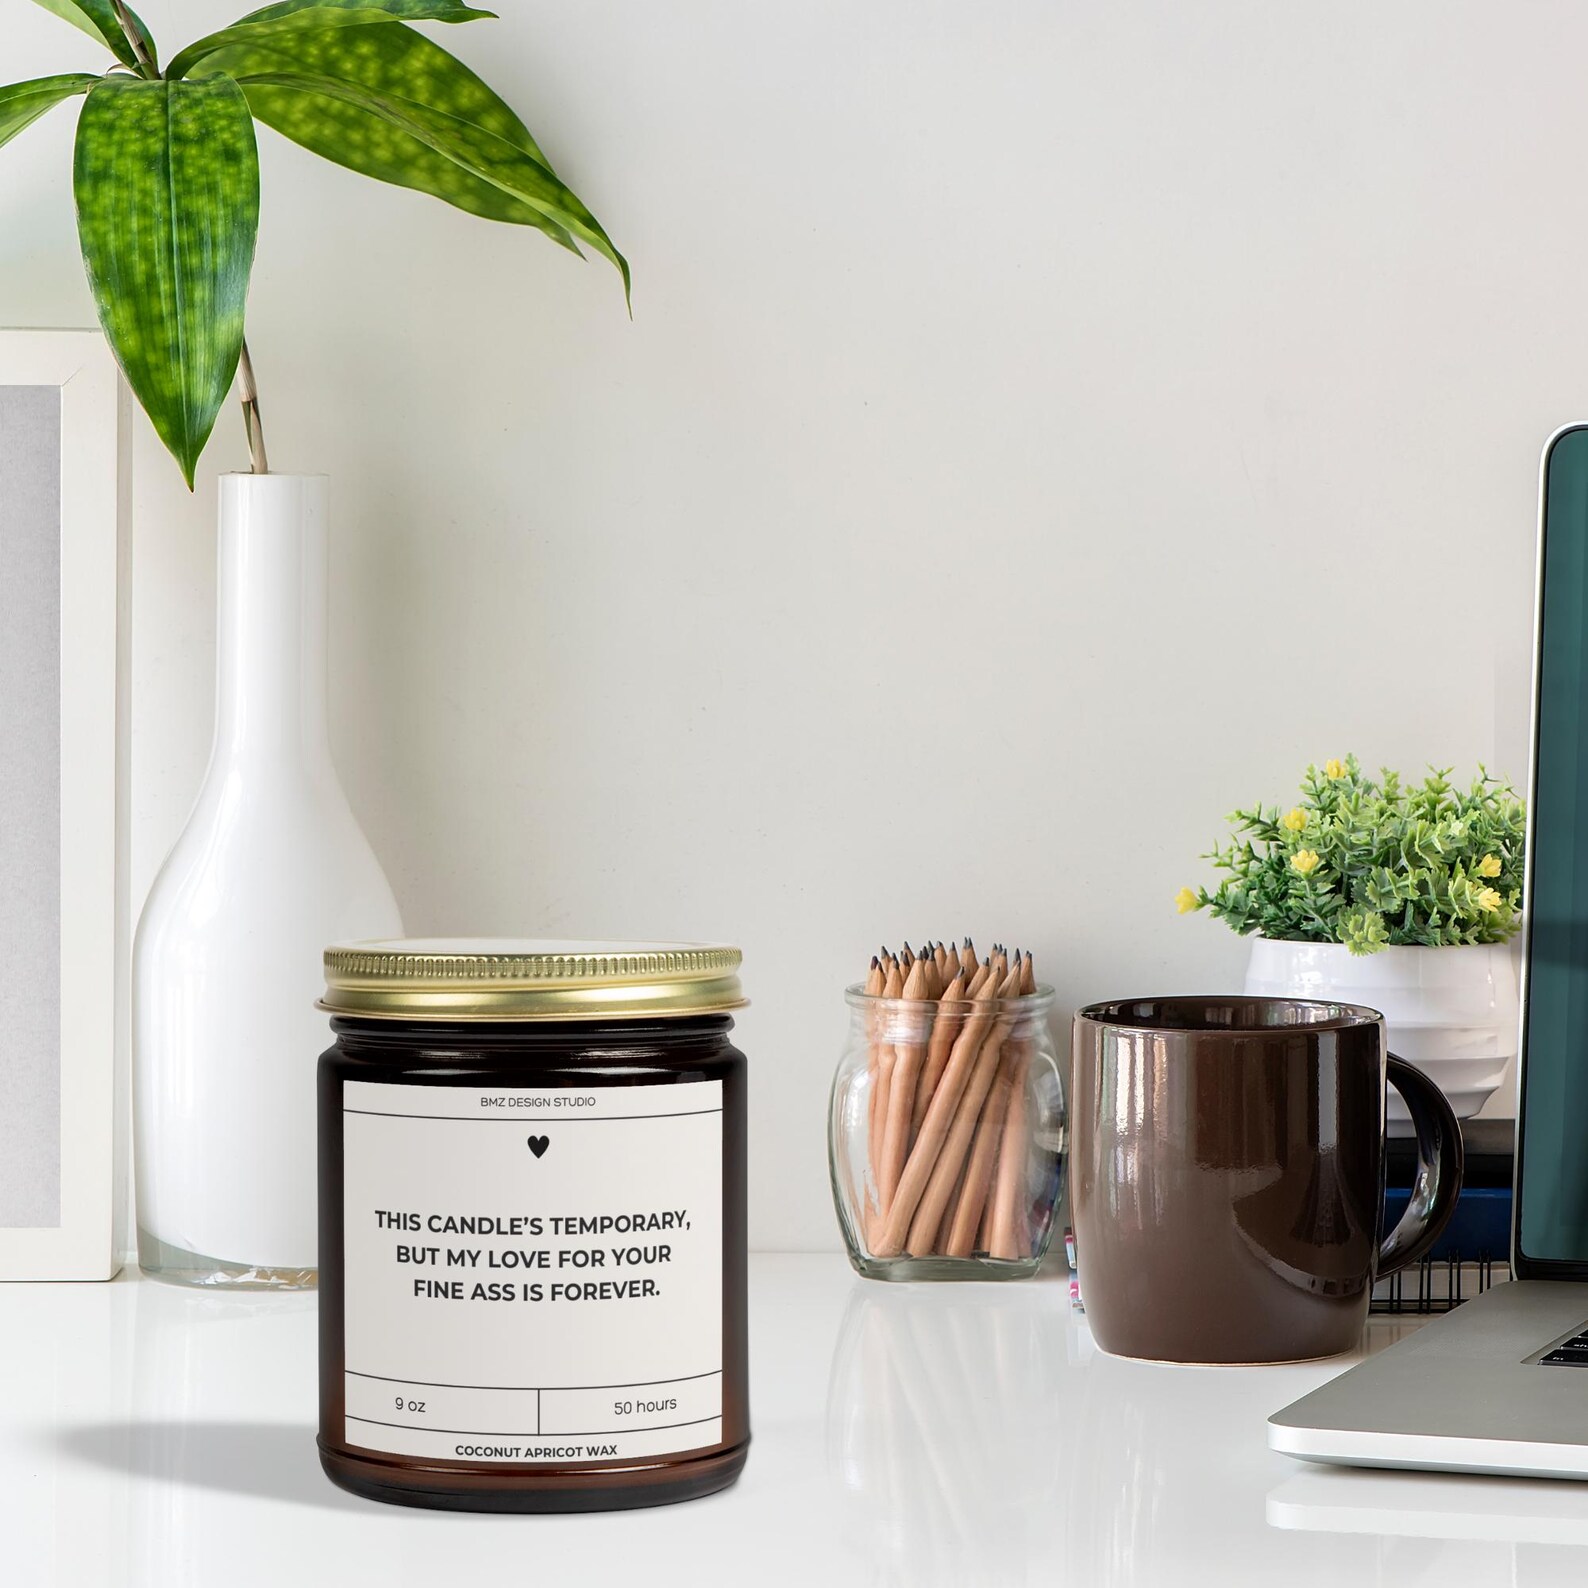 BMZ DESIGN STUDIO
THIS CANDLE'S TEMPORARY,
BUT MY LOVE FOR YOUR
FINE ASS IS FOREVER.
9 oz
50 hours
COCONUT APRICOT WAX